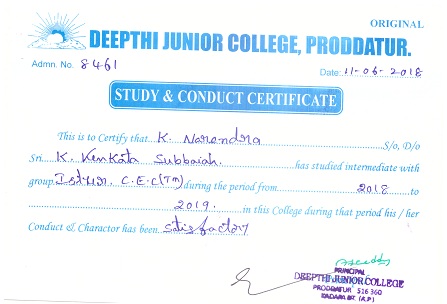 ORIGINAL
DEEPTHI JUNIOR COLLEGE, PRODDATUR.
Admn. No. 8461 Date: 11-06-2018
STUDY & CONDUCT CERTIFICATE
This is to Certify that K. Narendra S/o, D/o
Sri K. Venkata Subbaiah. has studied intermediate with
group C.E.C(TM) during the period from 2018 to
2019. in this College during that period his / her
Conduct & Charactor has been satisfactory
PRINCIPAL
DEEPTHI JUNIOR COLLEGE
PRODDATUR 516 360
KADAPA DT (A.P.)